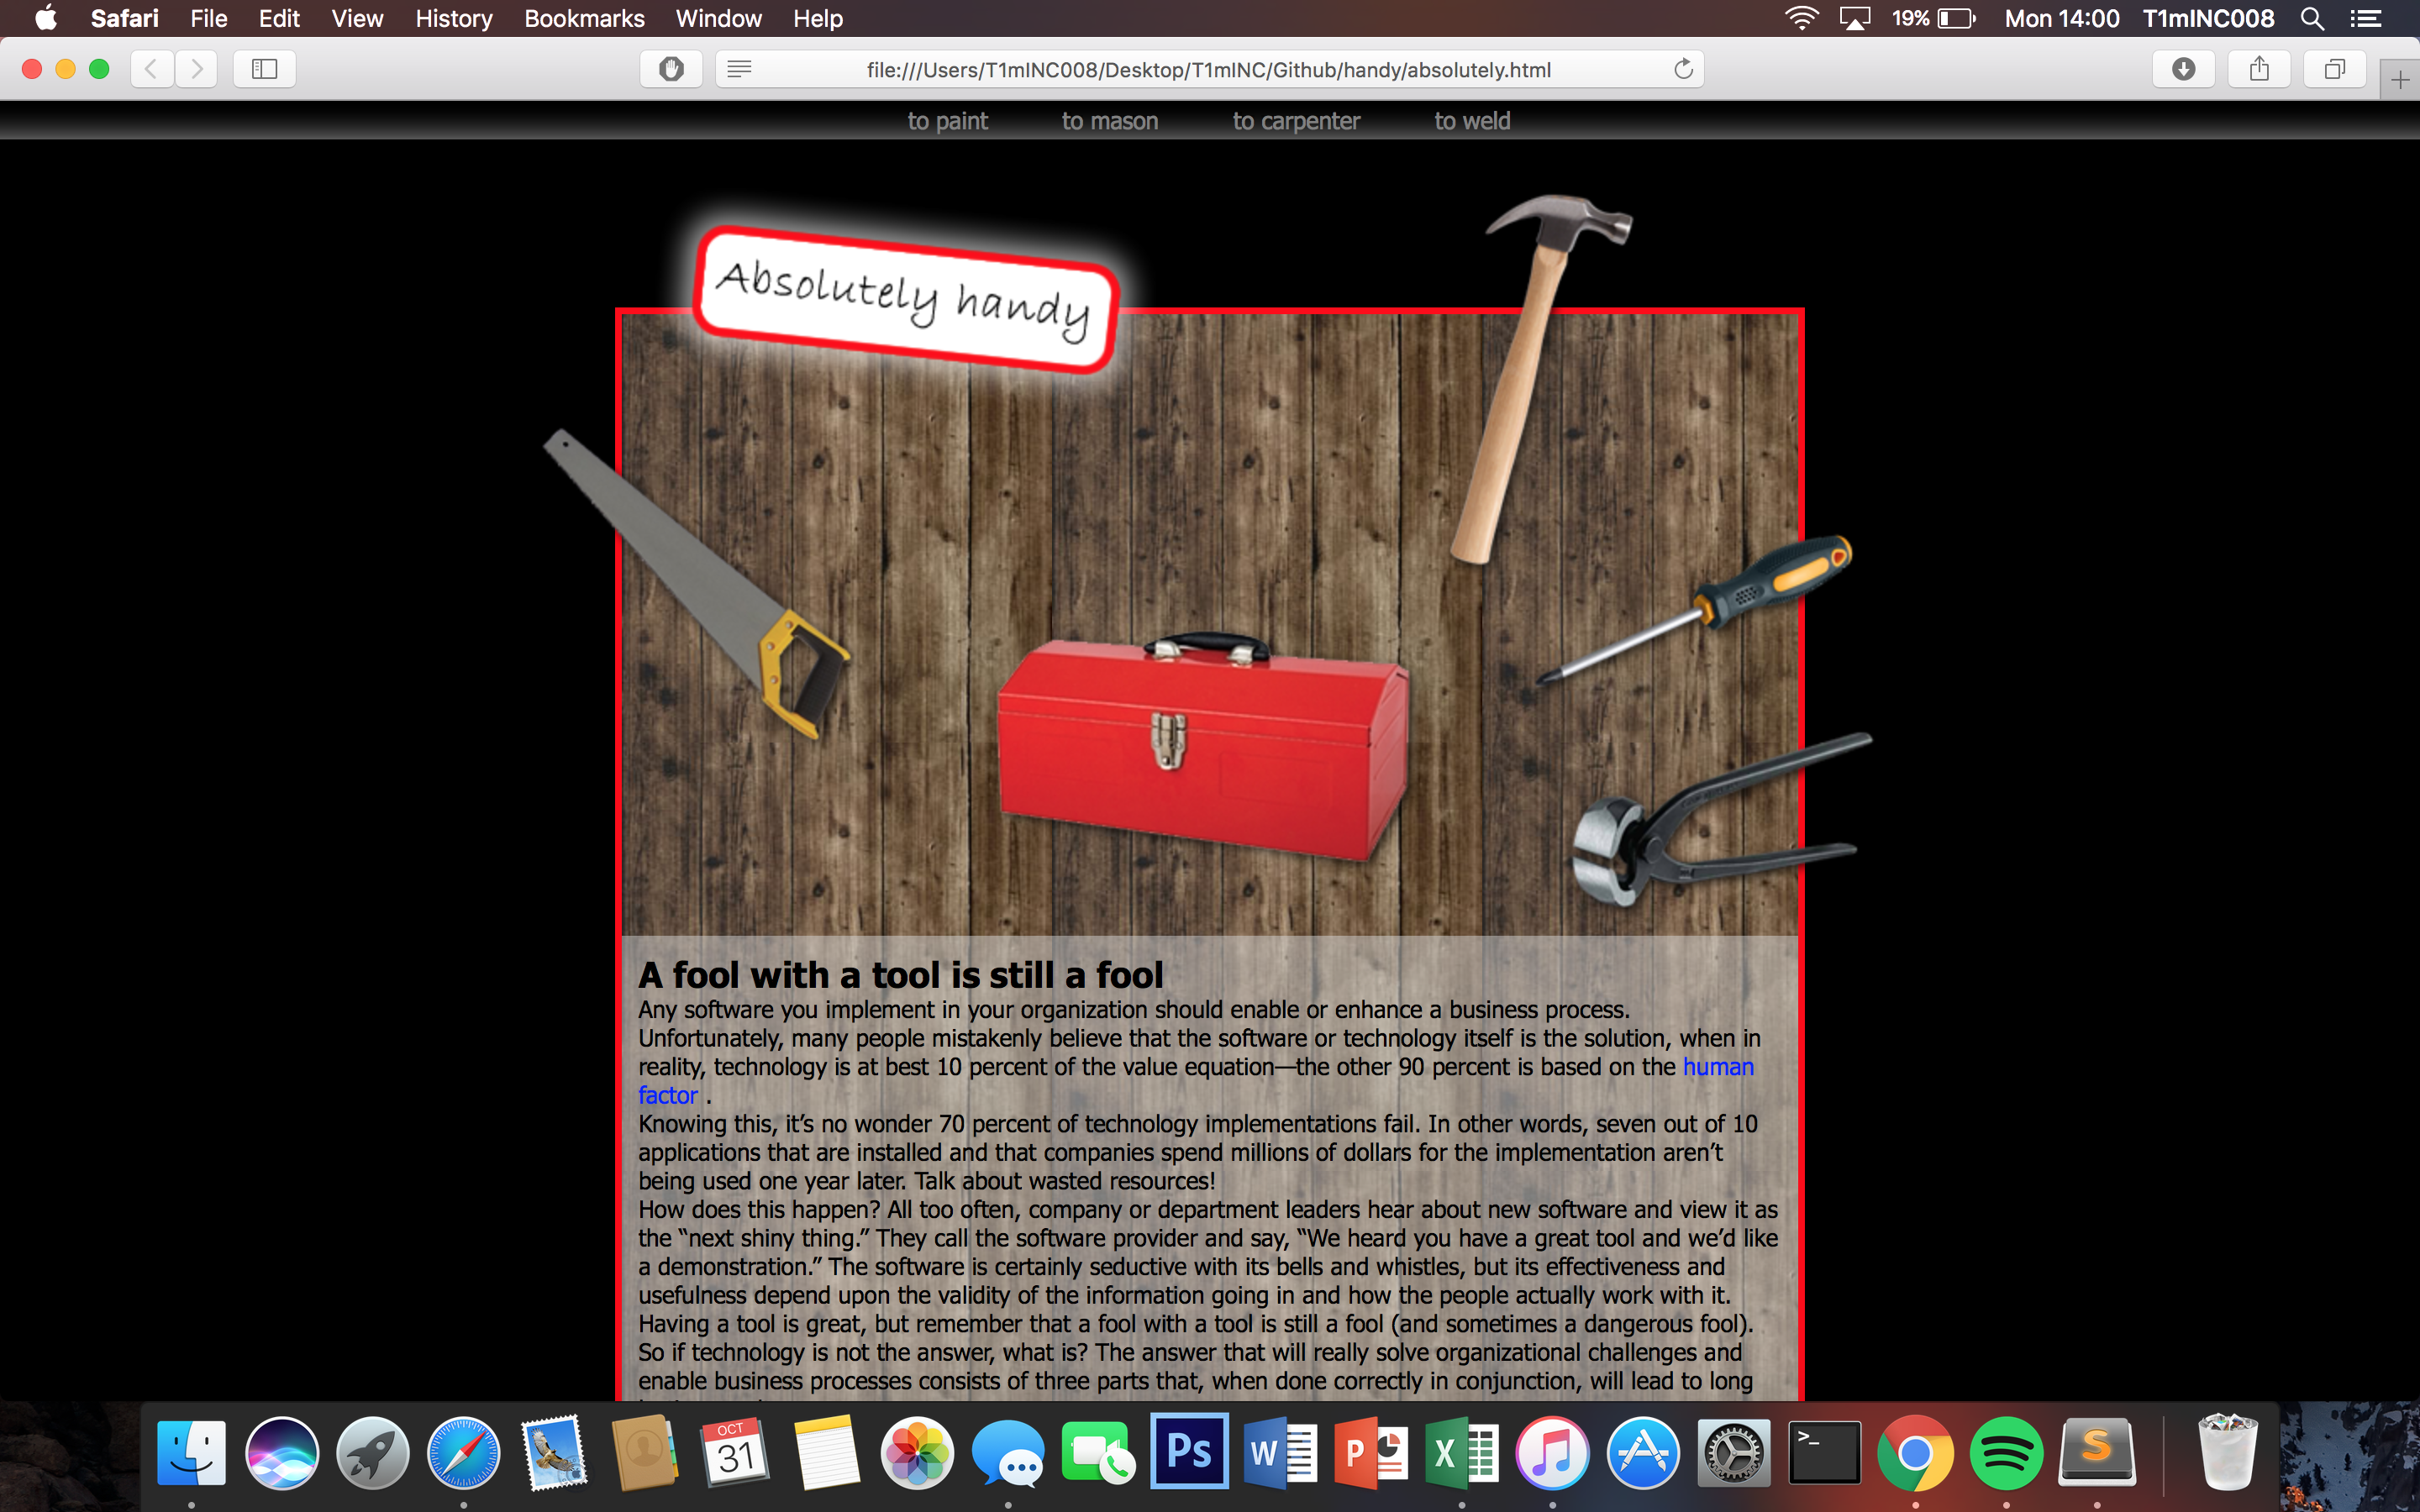 Safari File Edit View History Bookmarks Window Help 19% Mon 14:00 T1mINC008
file:///Users/T1mINC008/Desktop/T1mINC/Github/handy/absolutely.html
to paint to mason to carpenter to weld
Absolutely handy
A fool with a tool is still a fool
Any software you implement in your organization should enable or enhance a business process.
Unfortunately, many people mistakenly believe that the software or technology itself is the solution, when in
reality, technology is at best 10 percent of the value equation—the other 90 percent is based on the human
factor .
Knowing this, it’s no wonder 70 percent of technology implementations fail. In other words, seven out of 10
applications that are installed and that companies spend millions of dollars for the implementation aren’t
being used one year later. Talk about wasted resources!
How does this happen? All too often, company or department leaders hear about new software and view it as
the “next shiny thing.” They call the software provider and say, “We heard you have a great tool and we’d like
a demonstration.” The software is certainly seductive with its bells and whistles, but its effectiveness and
usefulness depend upon the validity of the information going in and how the people actually work with it.
Having a tool is great, but remember that a fool with a tool is still a fool (and sometimes a dangerous fool).
So if technology is not the answer, what is? The answer that will really solve organizational challenges and
enable business processes consists of three parts that, when done correctly in conjunction, will lead to long
OCT
31
Ps
W
P
X
>_
S